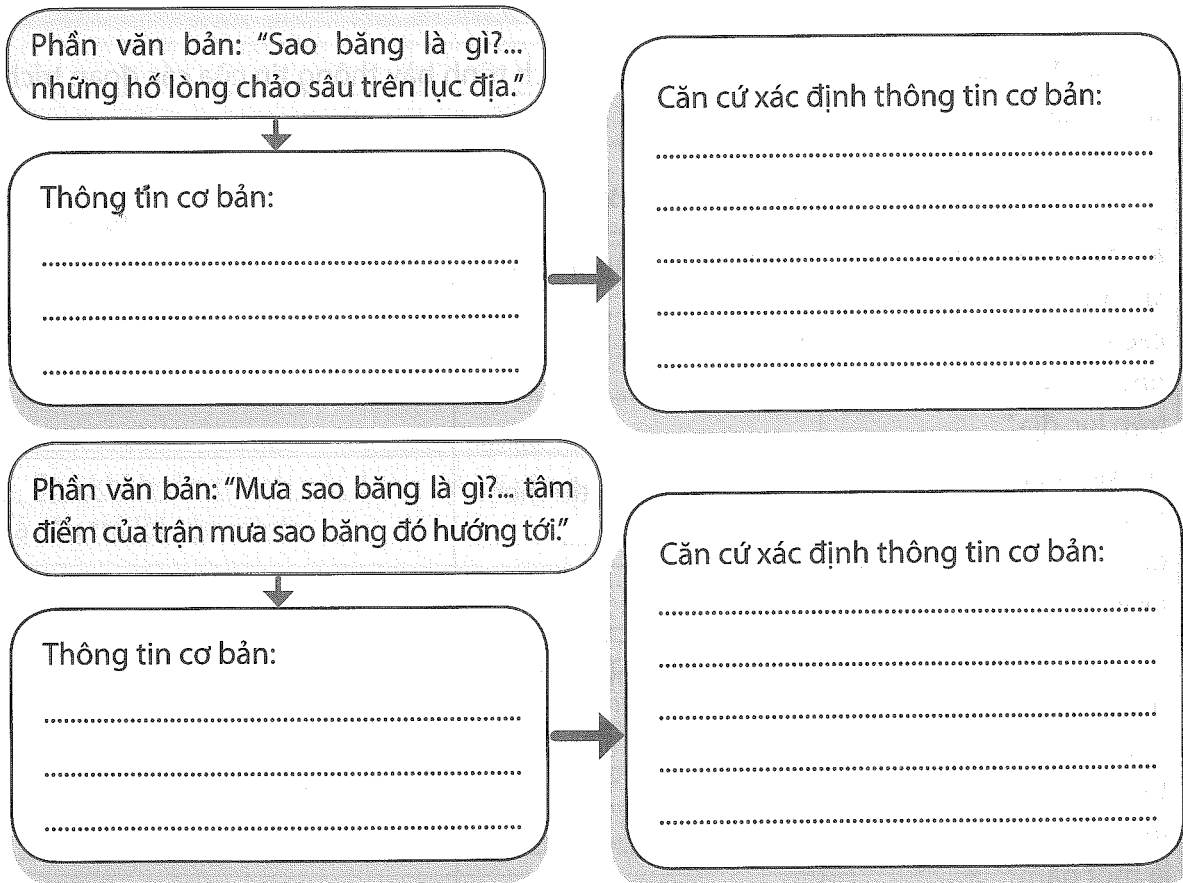 Phần văn bản: “Sao băng là gì?...
những hố lòng chảo sâu trên lục địa.”
Thông tin cơ bản:
Căn cứ xác định thông tin cơ bản:
Phần văn bản: “Mưa sao băng là gì?... tâm
điểm của trận mưa sao băng đó hướng tới.”
Thông tin cơ bản:
Căn cứ xác định thông tin cơ bản: